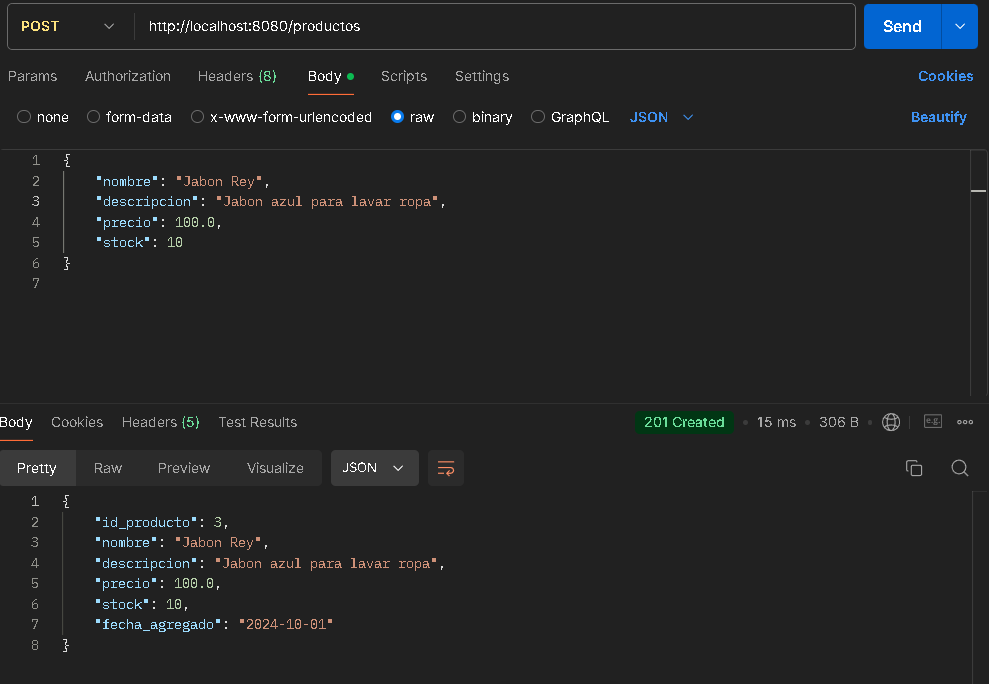 POST http://localhost:8080/productos Send
Params Authorization Headers (8) Body Scripts Settings Cookies
none form-data x-www-form-urlencoded raw binary GraphQL JSON Beautify
1 {
2 "nombre": "Jabon Rey",
3 "descripcion": "Jabon azul para lavar ropa",
4 "precio": 100.0,
5 "stock": 10
6 }
7
Body Cookies Headers (5) Test Results 201 Created • 15 ms • 306 B • e.g.
Pretty Raw Preview Visualize JSON
1 {
2 "id_producto": 3,
3 "nombre": "Jabon Rey",
4 "descripcion": "Jabon azul para lavar ropa",
5 "precio": 100.0,
6 "stock": 10,
7 "fecha_agregado": "2024-10-01"
8 }